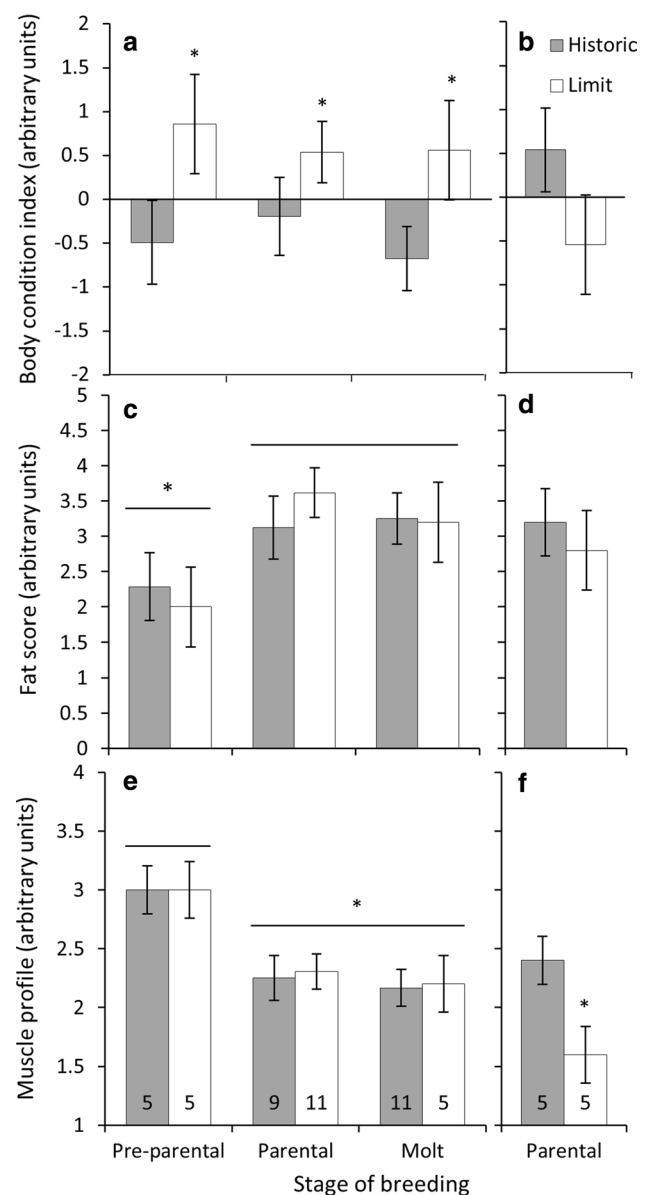 a
b
Historic
Limit
Body condition index (arbitrary units)
2
1.5
1
0.5
0
-0.5
-1
-1.5
-2
*
*
*
c
d
Fat score (arbitrary units)
5
4.5
4
3.5
3
2.5
2
1.5
1
0.5
0
*
e
f
Muscle profile (arbitrary units)
4
3.5
3
2.5
2
1.5
1
*
*
5 5 9 11 11 5 5 5
Pre-parental Parental Molt Parental
Stage of breeding